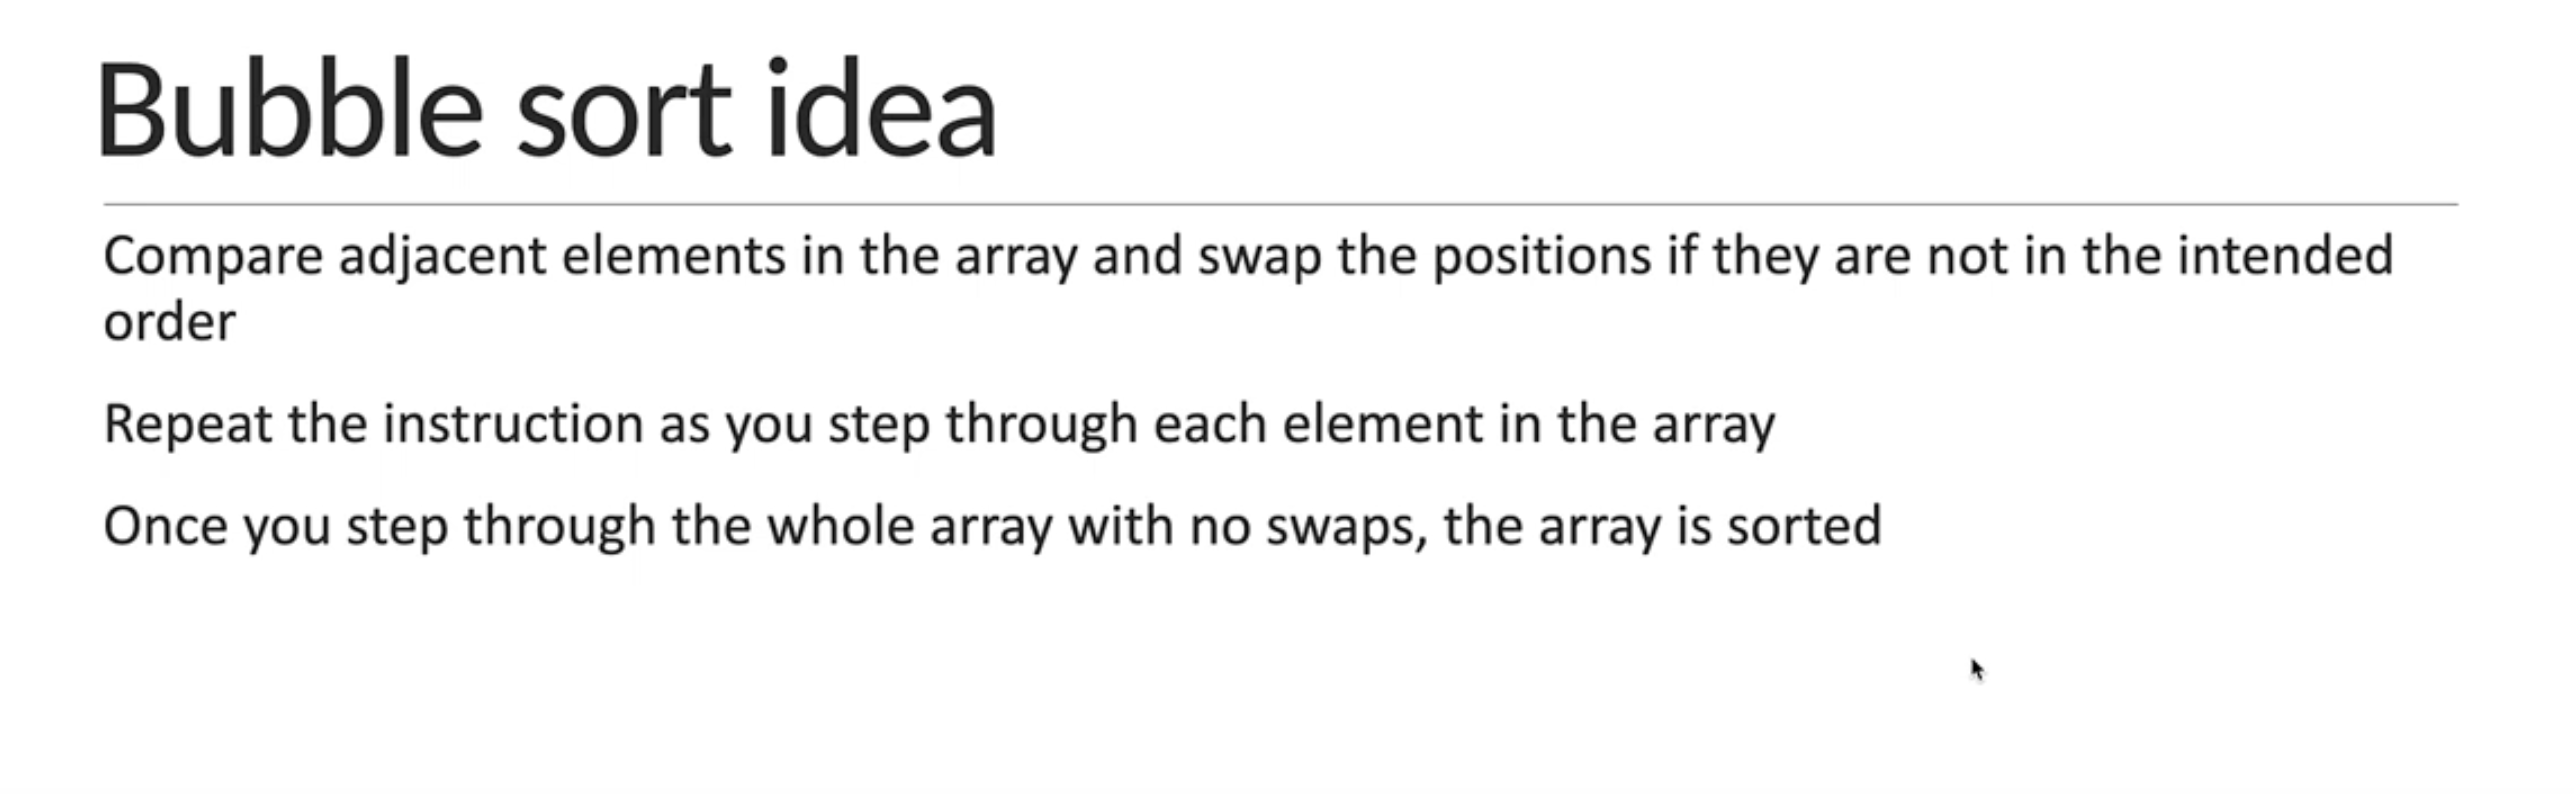 Bubble sort idea
Compare adjacent elements in the array and swap the positions if they are not in the intended
order
Repeat the instruction as you step through each element in the array
Once you step through the whole array with no swaps, the array is sorted